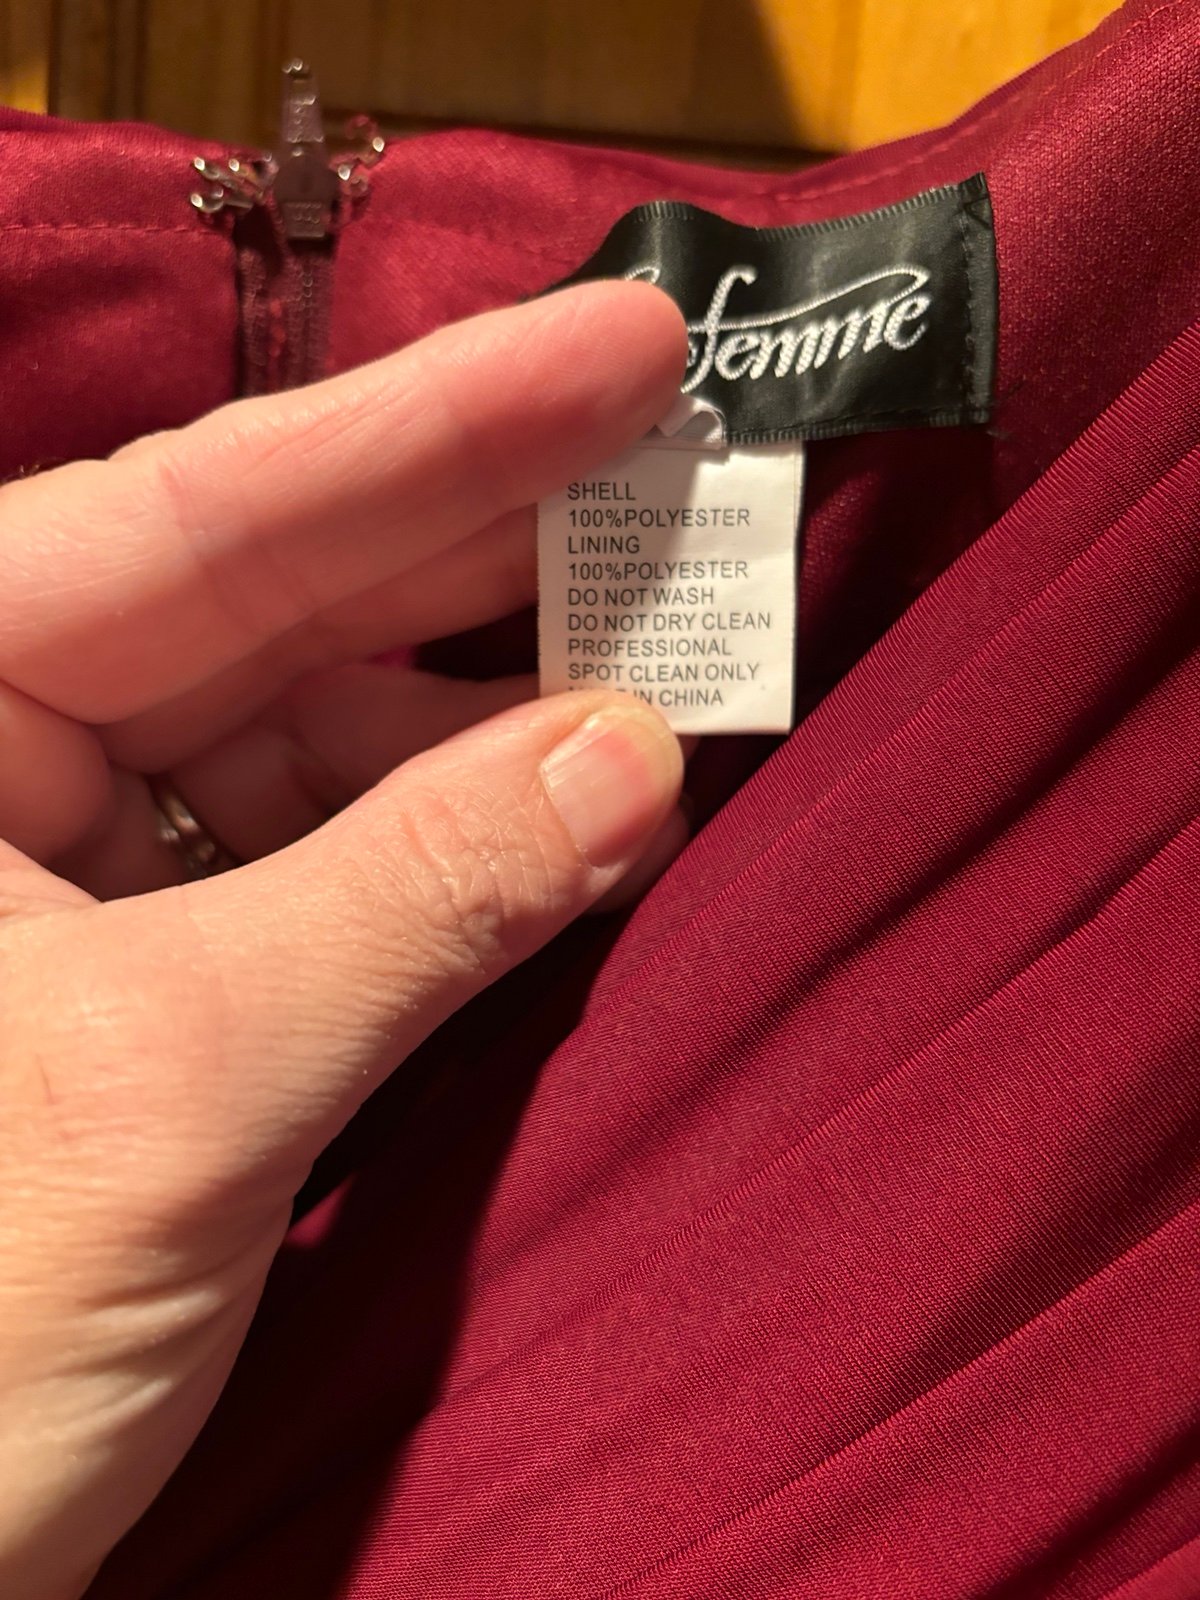 femme
SHELL
100%POLYESTER
LINING
100%POLYESTER
DO NOT WASH
DO NOT DRY CLEAN
PROFESSIONAL
SPOT CLEAN ONLY
IN CHINA